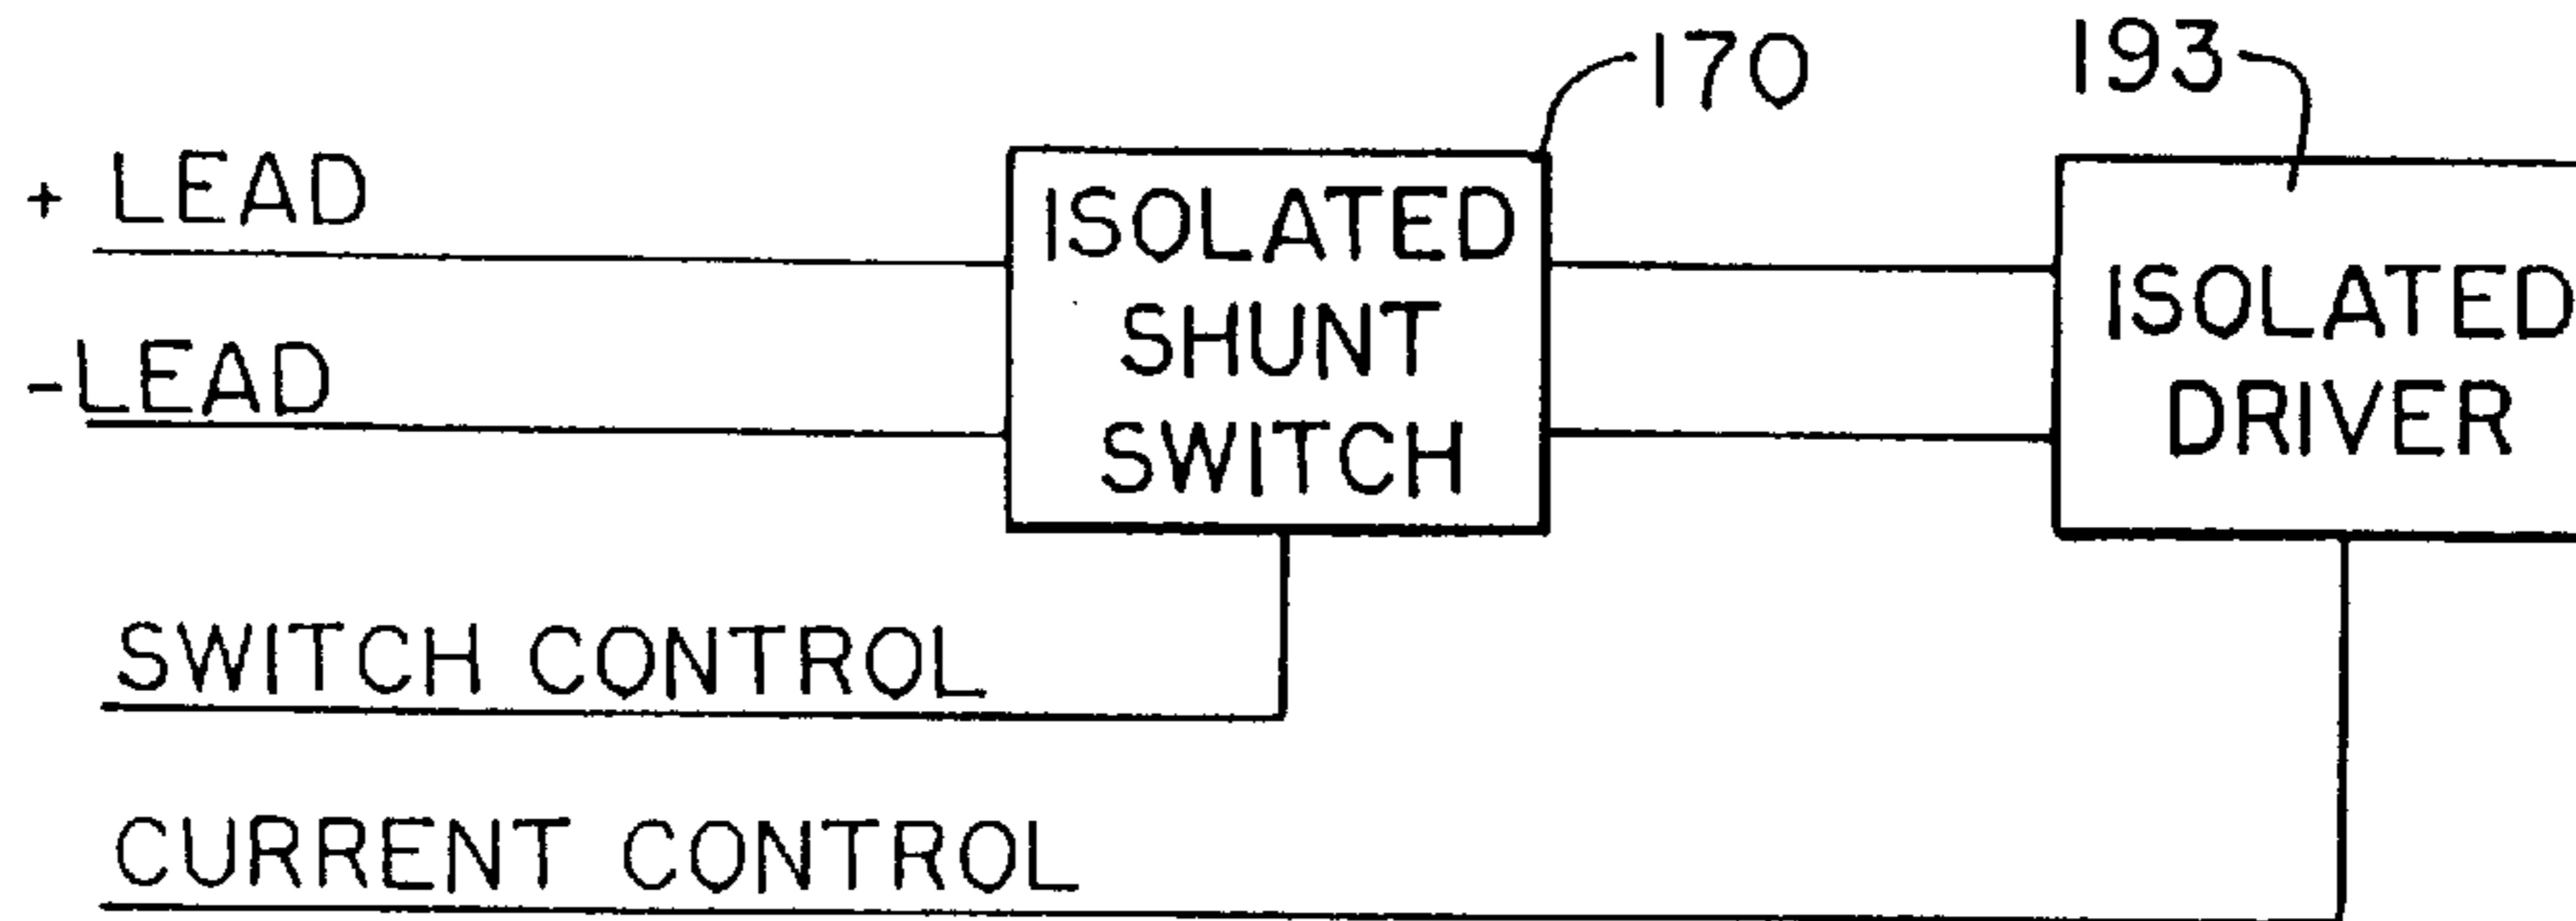 170
193
+ LEAD
ISOLATED
SHUNT
SWITCH
ISOLATED
DRIVER
-LEAD
SWITCH CONTROL
CURRENT CONTROL